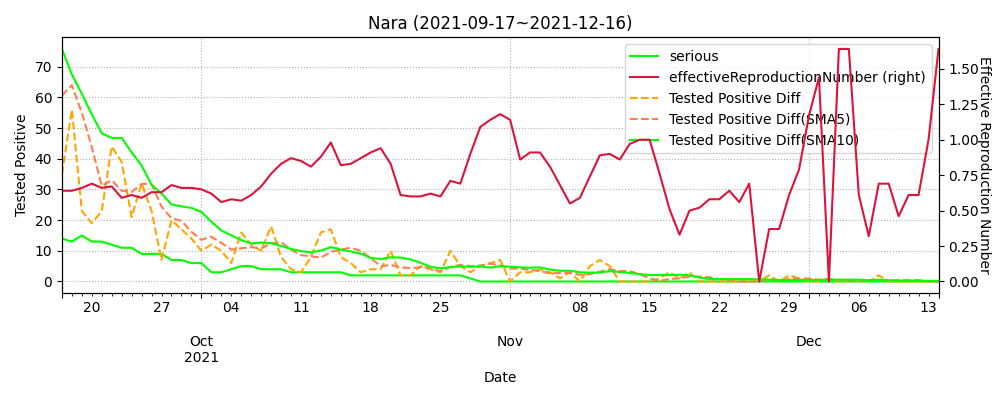 Nara (2021-09-17~2021-12-16)
serious
effectiveReproductionNumber (right)
Tested Positive Diff
Tested Positive Diff(SMA5)
Tested Positive Diff(SMA10)
Tested Positive
70
60
50
40
30
20
10
0
1.50
1.25
1.00
0.75
0.50
0.25
0.00
Effective Reproduction Number
20 27 04 11 18 25 08 15 22 29 06 13
Oct Nov Dec
2021
Date